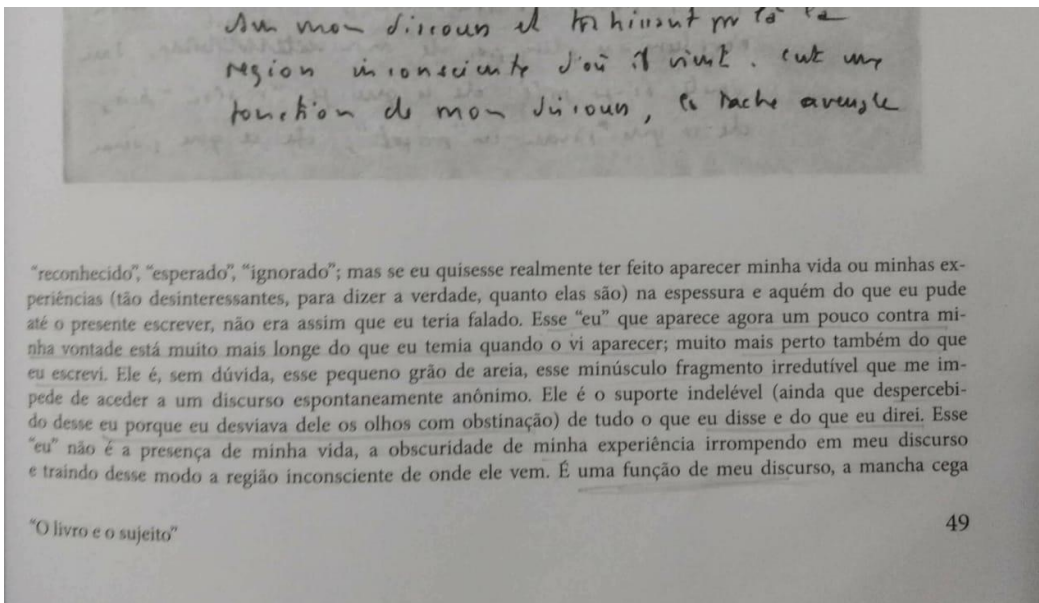 dans mon discours et trahissant par là la
région inconsciente d'où il vient. c'est une
fonction de mon discours, la tache aveugle
"reconhecido", "esperado", "ignorado"; mas se eu quisesse realmente ter feito aparecer minha vida ou minhas ex-
periências (tão desinteressantes, para dizer a verdade, quanto elas são) na espessura e aquém do que eu pude
até o presente escrever, não era assim que eu teria falado. Esse "eu" que aparece agora um pouco contra mi-
nha vontade está muito mais longe do que eu temia quando o vi aparecer; muito mais perto também do que
eu escrevi. Ele é, sem dúvida, esse pequeno grão de areia, esse minúsculo fragmento irredutível que me im-
pede de aceder a um discurso espontaneamente anônimo. Ele é o suporte indelével (ainda que despercebi-
do desse eu porque eu desviava dele os olhos com obstinação) de tudo o que eu disse e do que eu direi. Esse
"eu" não é a presença de minha vida, a obscuridade de minha experiência irrompendo em meu discurso
e traindo desse modo a região inconsciente de onde ele vem. É uma função de meu discurso, a mancha cega
"O livro e o sujeito"
49